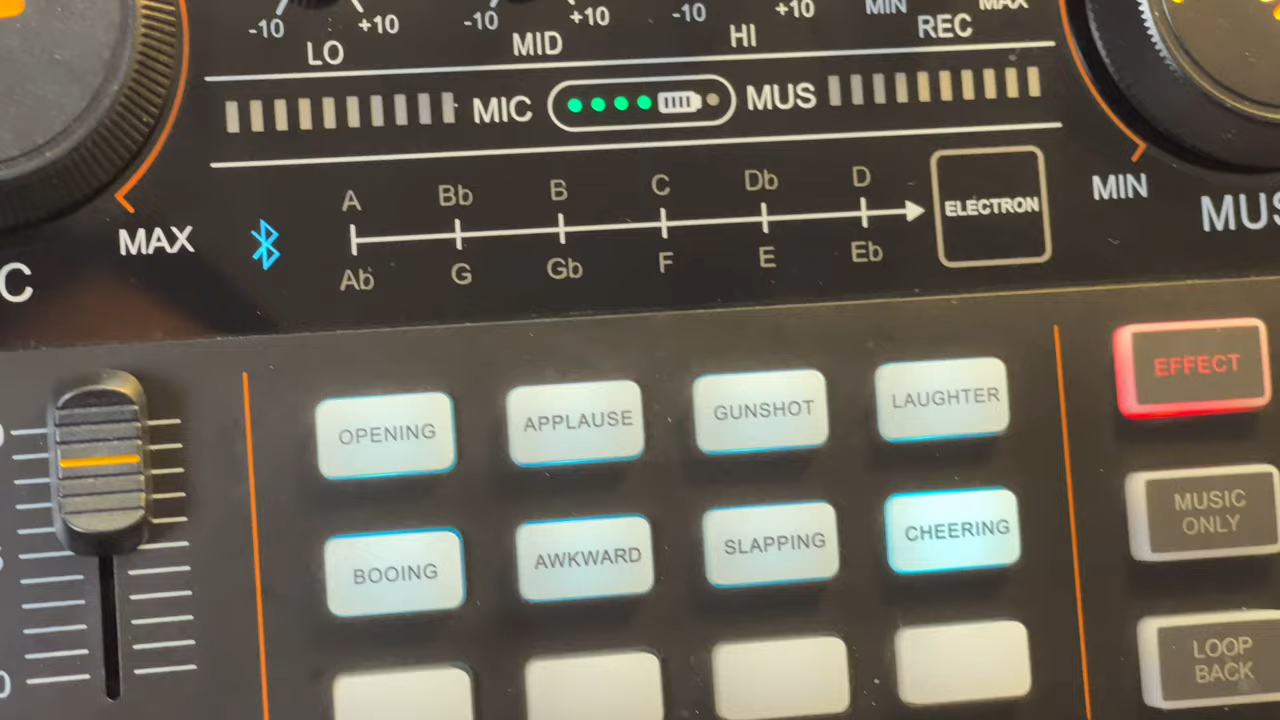 -10 +10 -10 +10 -10 +10 MIN MAX
LO MID HI REC
MIC MUS
A Bb B C Db D
Ab G Gb F E Eb
ELECTRON
MAX
MIN
MUS
C
OPENING APPLAUSE GUNSHOT LAUGHTER
EFFECT
BOOING AWKWARD SLAPPING CHEERING
MUSIC
ONLY
LOOP
BACK
0